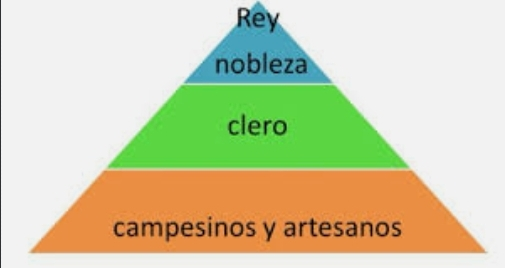 Rey
nobleza
clero
campesinos y artesanos